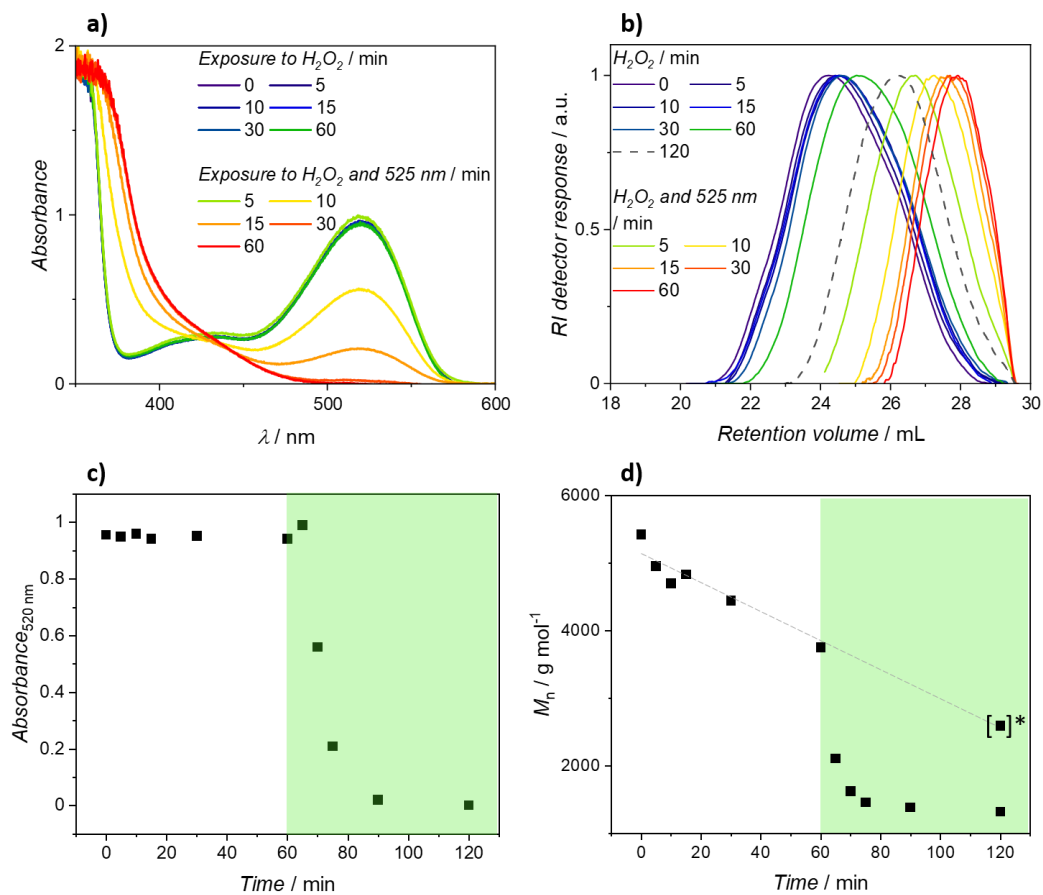 a)
Exposure to H₂O₂ / min
0 5
10 15
30 60
Exposure to H₂O₂ and 525 nm / min
5 10
15 30
60
2
1
0
Absorbance
400 500 600
λ / nm
b)
H₂O₂ / min
0 5
10 15
30 60
120
H₂O₂ and 525 nm
/ min
5 10
15 30
60
1
0.5
0
RI detector response / a.u.
18 20 22 24 26 28 30
Retention volume / mL
c)
1
0.8
0.6
0.4
0.2
0
Absorbance₅₂₀ ₙₘ
0 20 40 60 80 100 120
Time / min
d)
6000
4000
2000
Mₙ / g mol⁻¹
[ ]*
0 20 40 60 80 100 120
Time / min